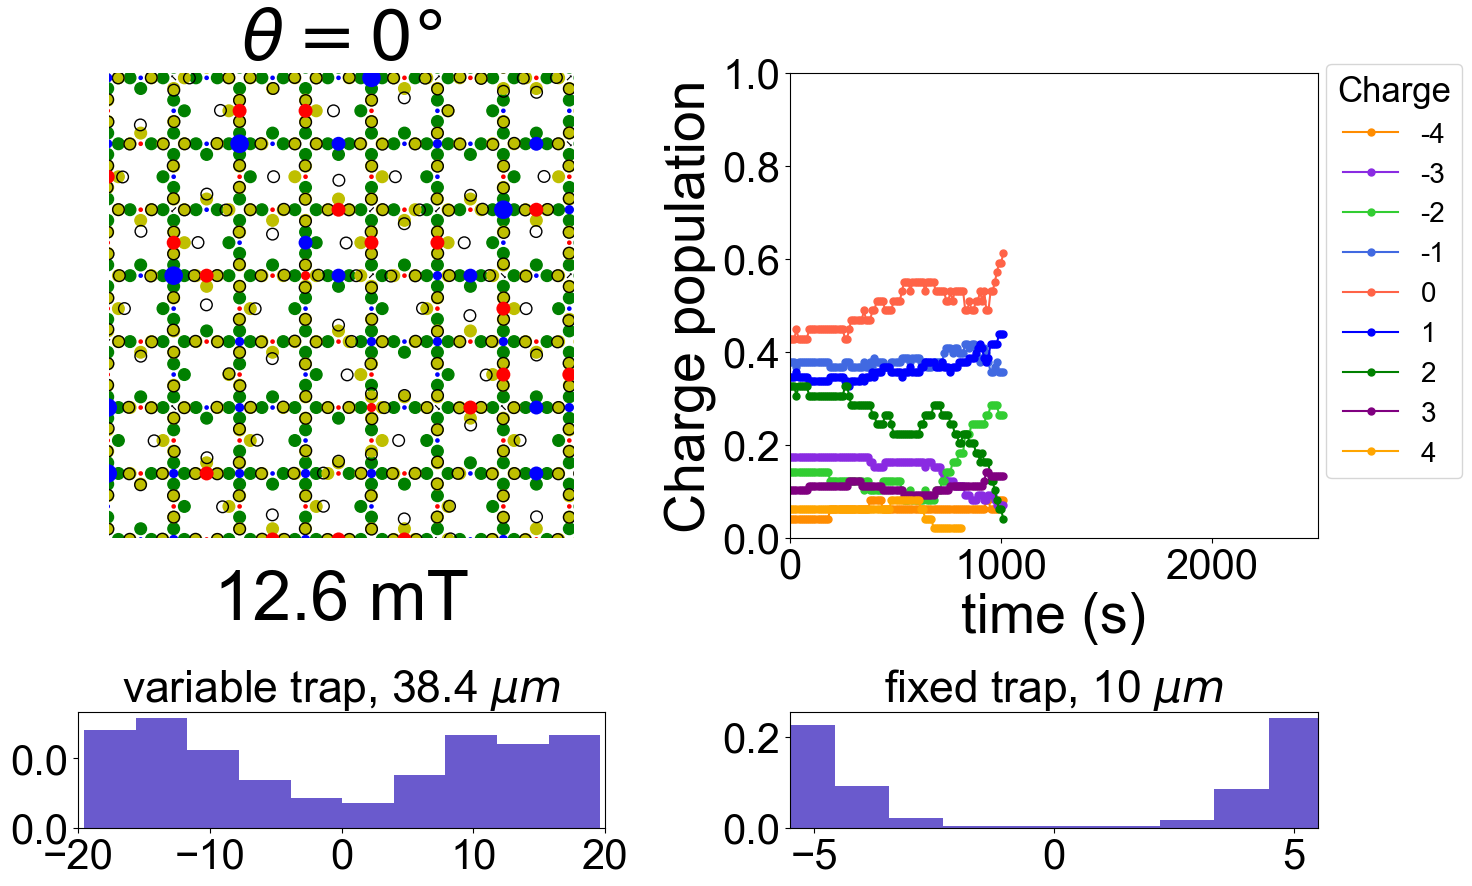 θ = 0°
12.6 mT
Charge population
1.0
0.8
0.6
0.4
0.2
0.0
0 1000 2000
time (s)
Charge
-4
-3
-2
-1
0
1
2
3
4
variable trap, 38.4 μm
0.0
0.0
−20 −10 0 10 20
fixed trap, 10 μm
0.2
0.0
−5 0 5